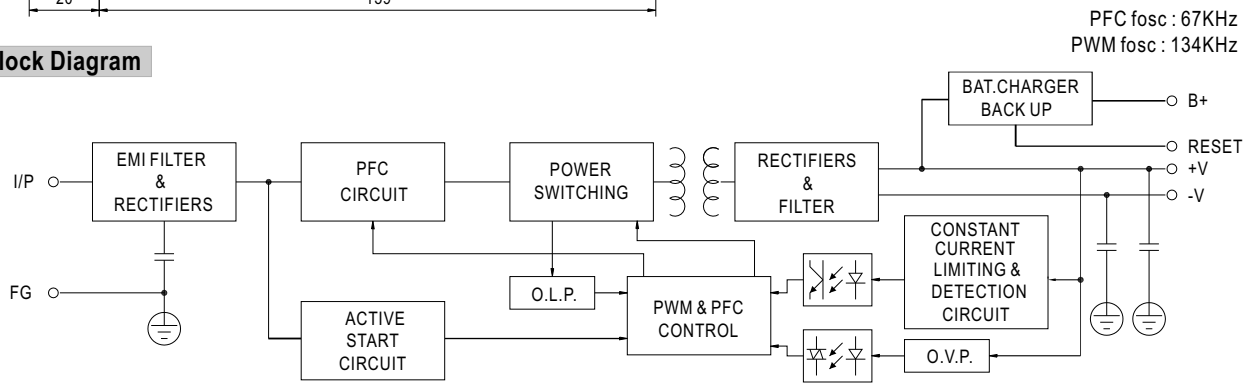 PFC fosc : 67KHz
PWM fosc : 134KHz
lock Diagram
BAT.CHARGER
BACK UP
B+
RESET
+V
-V
I/P
EMI FILTER
&
RECTIFIERS
PFC
CIRCUIT
POWER
SWITCHING
RECTIFIERS
&
FILTER
FG
O.L.P.
PWM & PFC
CONTROL
CONSTANT
CURRENT
LIMITING &
DETECTION
CIRCUIT
ACTIVE
START
CIRCUIT
O.V.P.